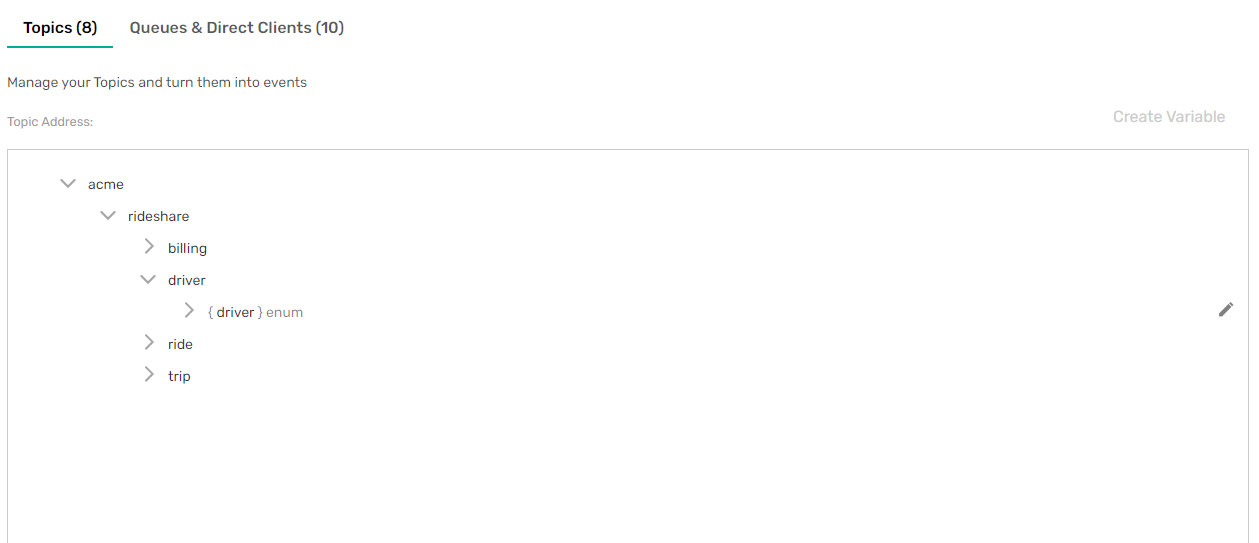 Topics (8) Queues & Direct Clients (10)
Manage your Topics and turn them into events
Topic Address:
Create Variable
acme
rideshare
billing
driver
{ driver } enum
ride
trip